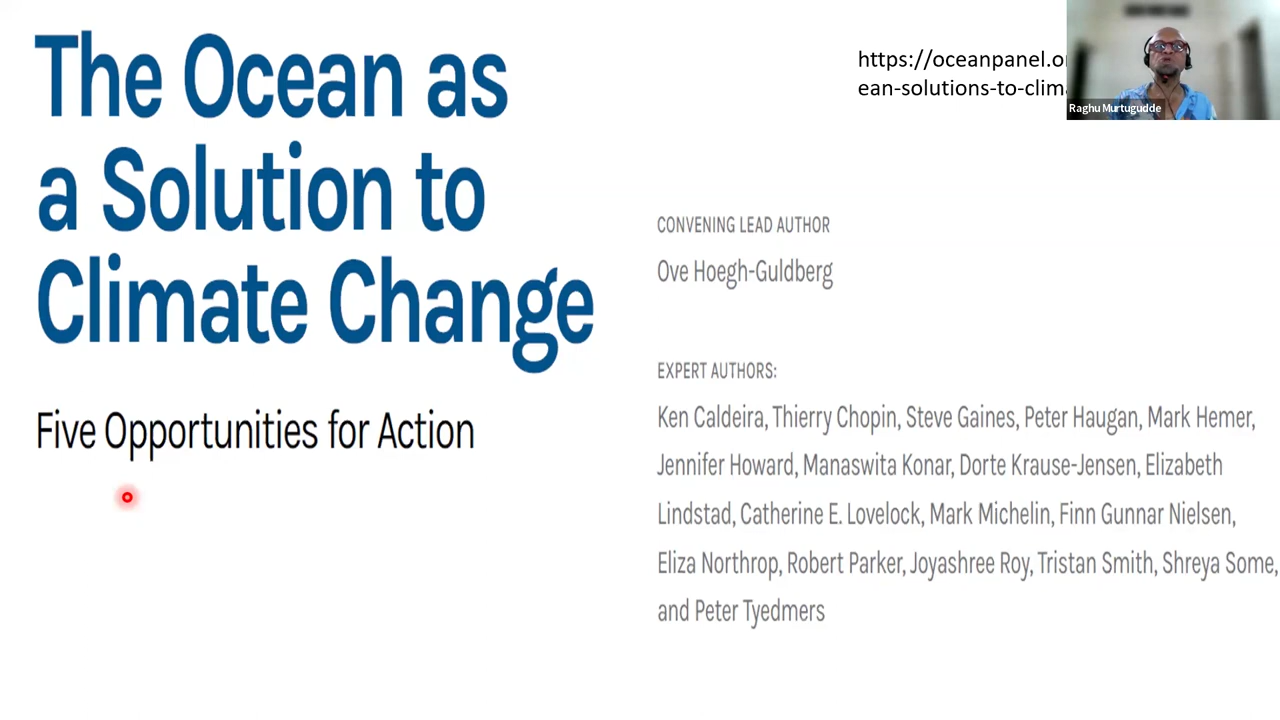 The Ocean as
a Solution to
Climate Change
Five Opportunities for Action
https://oceanpanel.o
ean-solutions-to-clim
Raghu Murtugudde
CONVENING LEAD AUTHOR
Ove Hoegh-Guldberg
EXPERT AUTHORS:
Ken Caldeira, Thierry Chopin, Steve Gaines, Peter Haugan, Mark Hemer,
Jennifer Howard, Manaswita Konar, Dorte Krause-Jensen, Elizabeth
Lindstad, Catherine E. Lovelock, Mark Michelin, Finn Gunnar Nielsen,
Eliza Northrop, Robert Parker, Joyashree Roy, Tristan Smith, Shreya Some,
and Peter Tyedmers